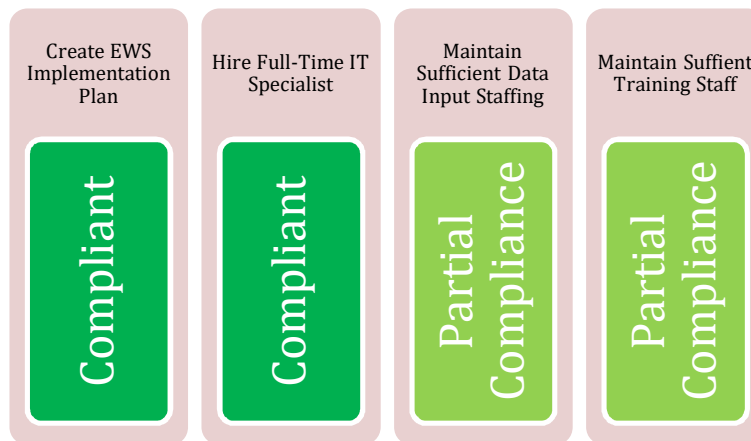 Create EWS
Implementation
Plan
Compliant
Hire Full-Time IT
Specialist
Compliant
Maintain
Sufficient Data
Input Staffing
Partial
Compliance
Maintain Suffient
Training Staff
Partial
Compliance